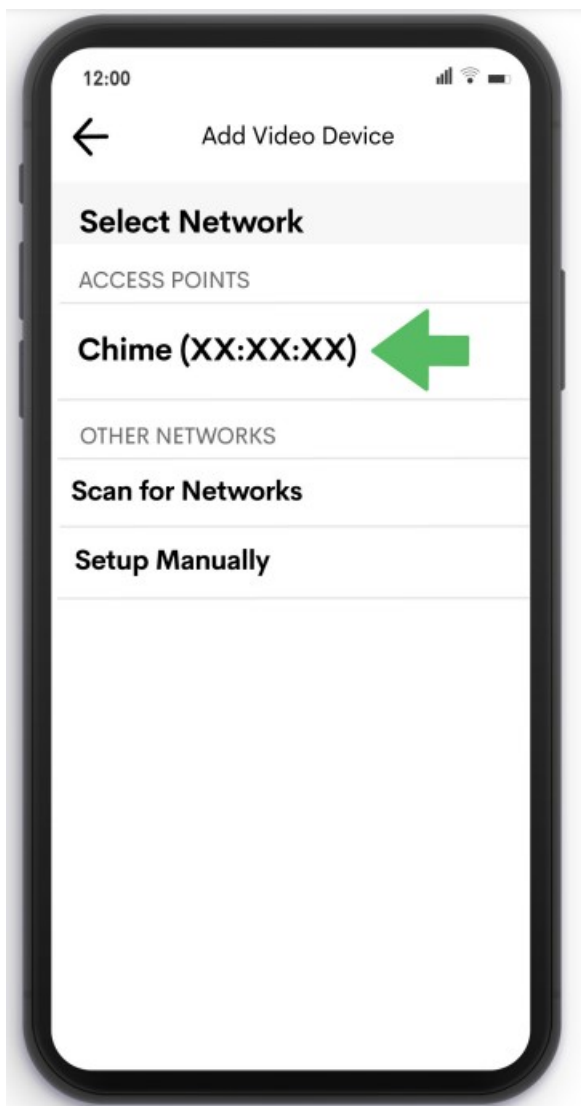 12:00
Add Video Device
Select Network
ACCESS POINTS
Chime (XX:XX:XX)
OTHER NETWORKS
Scan for Networks
Setup Manually